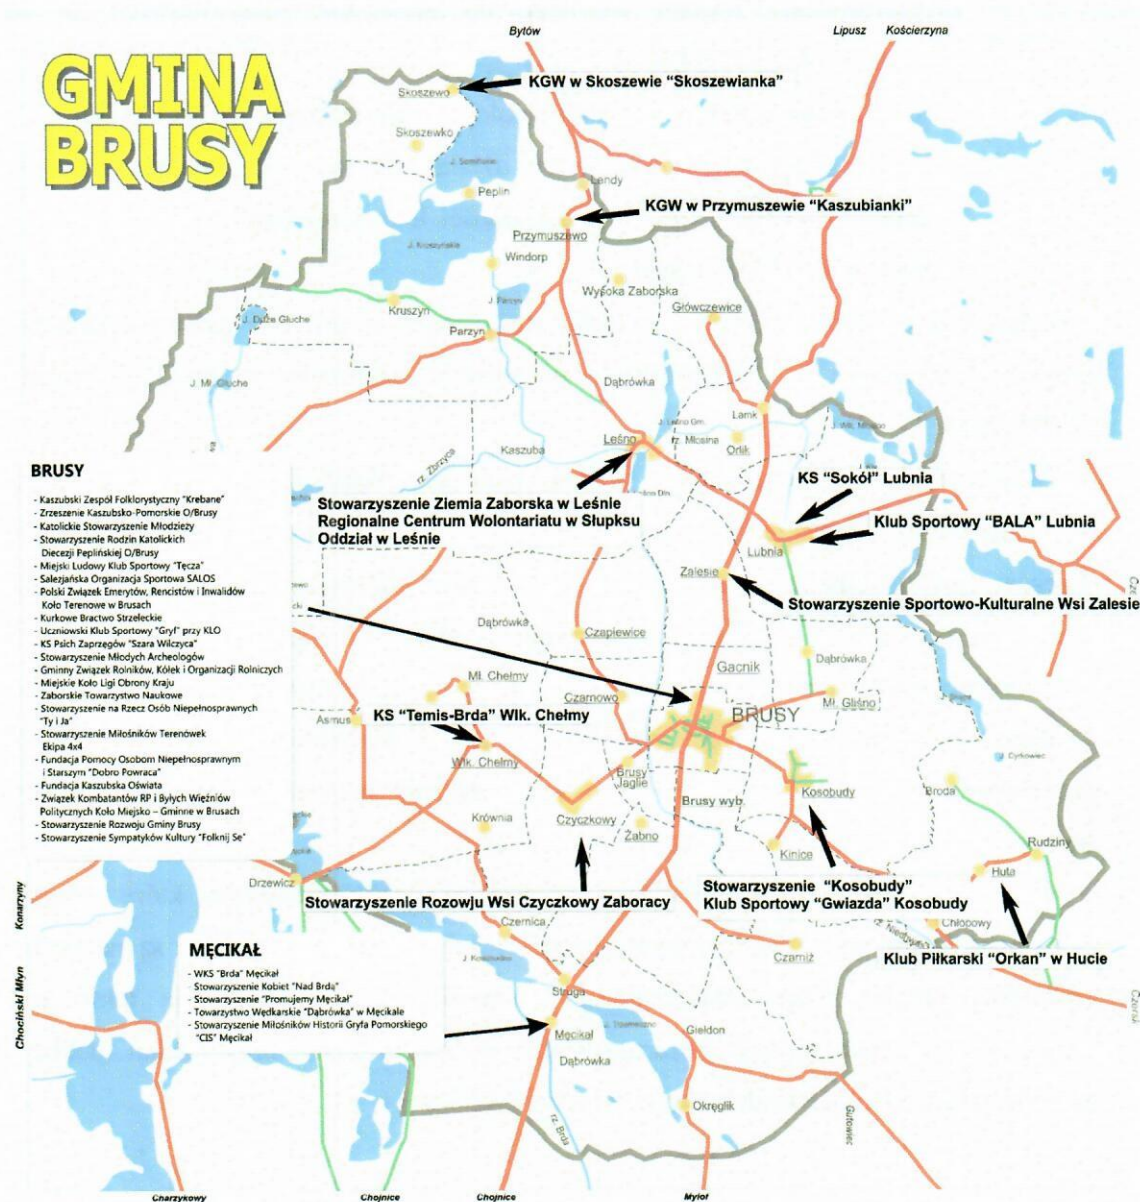 Bytów
Lipusz
Kościerzyna
GMINA
BRUSY
Skoszewo
KGW w Skoszewie "Skoszewianka"
Skoszewko
Peplin
Lendy
KGW w Przymuszewie "Kaszubianki"
Przymuszewo
Windorp
Wysoka Zaborska
Kruszyn
Główczewice
J. Duże Głuche
J. Parzyn
Parzyn
J. Mł. Głuche
Dąbrówka
Lamk
J. Leśno Grn.
rz. Młosina
Orlik
Leśno
Kaszuba
rz. Zbrzyca
KS "Sokół" Lubnia
Stowarzyszenie Ziemia Zaborska w Leśnie
Regionalne Centrum Wolontariatu w Słupksu
Oddział w Leśnie
Klub Sportowy "BALA" Lubnia
Lubnia
Zalesie
Stowarzyszenie Sportowo-Kulturalne Wsi Zalesie
BRUSY
- Kaszubski Zespół Folklorystyczny "Krebane"
- Zrzeszenie Kaszubsko-Pomorskie O/Brusy
- Katolickie Stowarzyszenie Młodzieży
- Stowarzyszenie Rodzin Katolickich
Diecezji Peplińskiej O/Brusy
- Miejski Ludowy Klub Sportowy "Tęcza"
- Salezjańska Organizacja Sportowa SALOS
- Polski Związek Emerytów, Rencistów i Inwalidów
Koło Terenowe w Brusach
- Kurkowe Bractwo Strzeleckie
- Uczniowski Klub Sportowy "Gryf" przy KLO
- KS Psich Zaprzęgów "Szara Wilczyca"
- Stowarzyszenie Młodych Archeologów
- Gminny Związek Rolników, Kółek i Organizacji Rolniczych
- Miejskie Koło Ligi Obrony Kraju
- Zaborskie Towarzystwo Naukowe
- Stowarzyszenie na Rzecz Osób Niepełnosprawnych
"Ty i Ja"
- Stowarzyszenie Miłośników Terenówek
Ekipa 4x4
- Fundacja Pomocy Osobom Niepełnosprawnym
i Starszym "Dobro Powraca"
- Fundacja Kaszubska Oświata
- Związek Kombatantów RP i Byłych Więźniów
Politycznych Koło Miejsko – Gminne w Brusach
- Stowarzyszenie Rozwoju Gminy Brusy
- Stowarzyszenie Sympatyków Kultury "Folknij Se"
Dąbrówka
Czapiewice
Gacnik
Dąbrówka
Mł. Chełmy
Czarnowo
Mł. Gliśno
Asmus
KS "Temis-Brda" Wlk. Chełmy
BRUSY
Wlk. Chełmy
Brusy
Jaglie
Kosobudy
Broda
Brusy wyb.
Czyczkowy
Krównia
Żabno
Kinice
Rudziny
Huta
Drzewicz
Stowarzyszenie "Kosobudy"
Klub Sportowy "Gwiazda" Kosobudy
Stowarzyszenie Rozowju Wsi Czyczkowy Zaboracy
Konarzyny
Czernica
Chłopowy
Czarniż
Klub Piłkarski "Orkan" w Hucie
MĘCIKAŁ
- WKS "Brda" Męcikał
- Stowarzyszenie Kobiet "Nad Brdą"
- Stowarzyszenie "Promujemy Męcikał"
- Towarzystwo Wędkarskie "Dąbrówka" w Męcikale
- Stowarzyszenie Miłośników Historii Gryfa Pomorskiego
"CIS" Męcikał
Chociński Młyn
Struga
Czersk
Męcikał
Giełdon
Dąbrówka
Okręglik
rz. Brda
Gutowiec
Charzykowy
Chojnice
Chojnice
Mylof